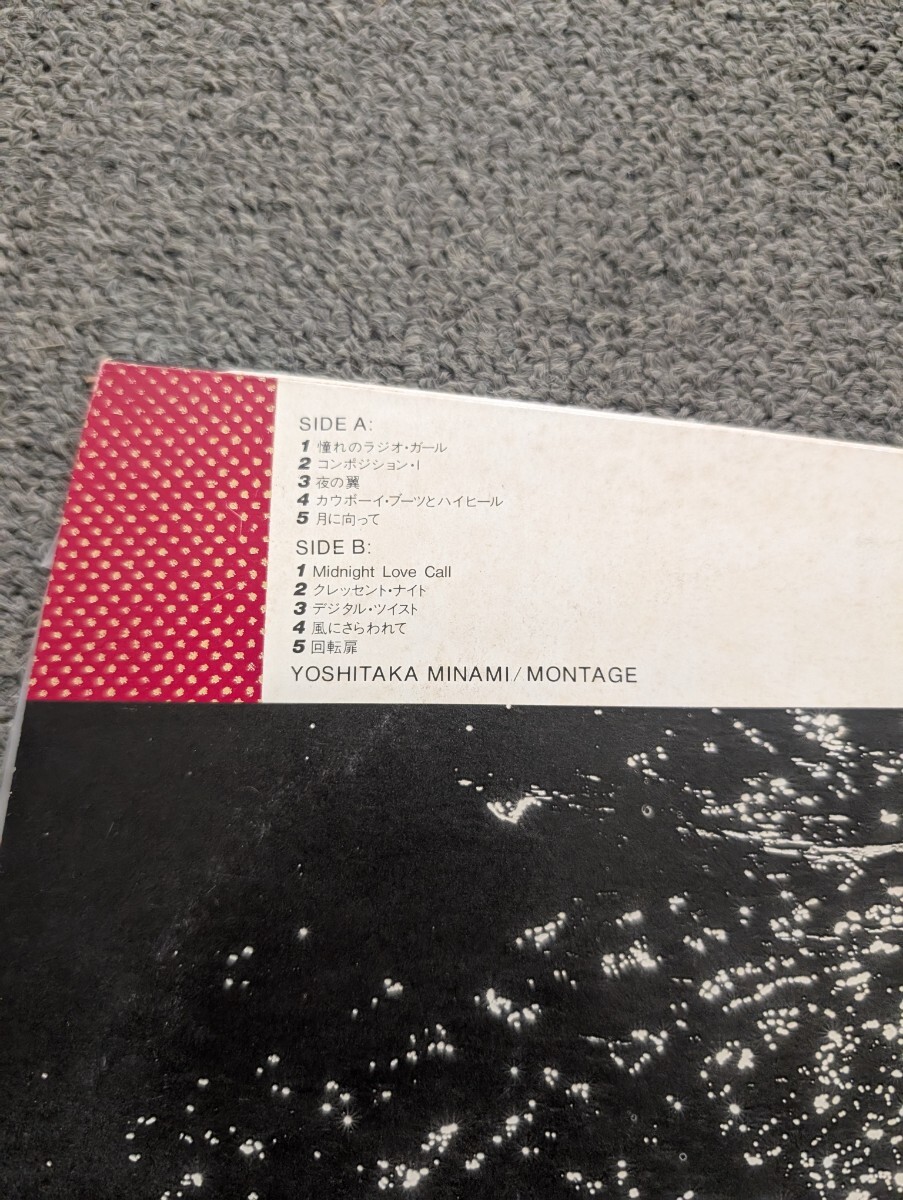 SIDE A:
1 憧れのラジオ・ガール
2 コンポジション・I
3 夜の翼
4 カウボーイ・ブーツとハイヒール
5 月に向って
SIDE B:
1 Midnight Love Call
2 クレッセント・ナイト
3 デジタル・ツイスト
4 風にさらわれて
5 回転扉
YOSHITAKA MINAMI/MONTAGE